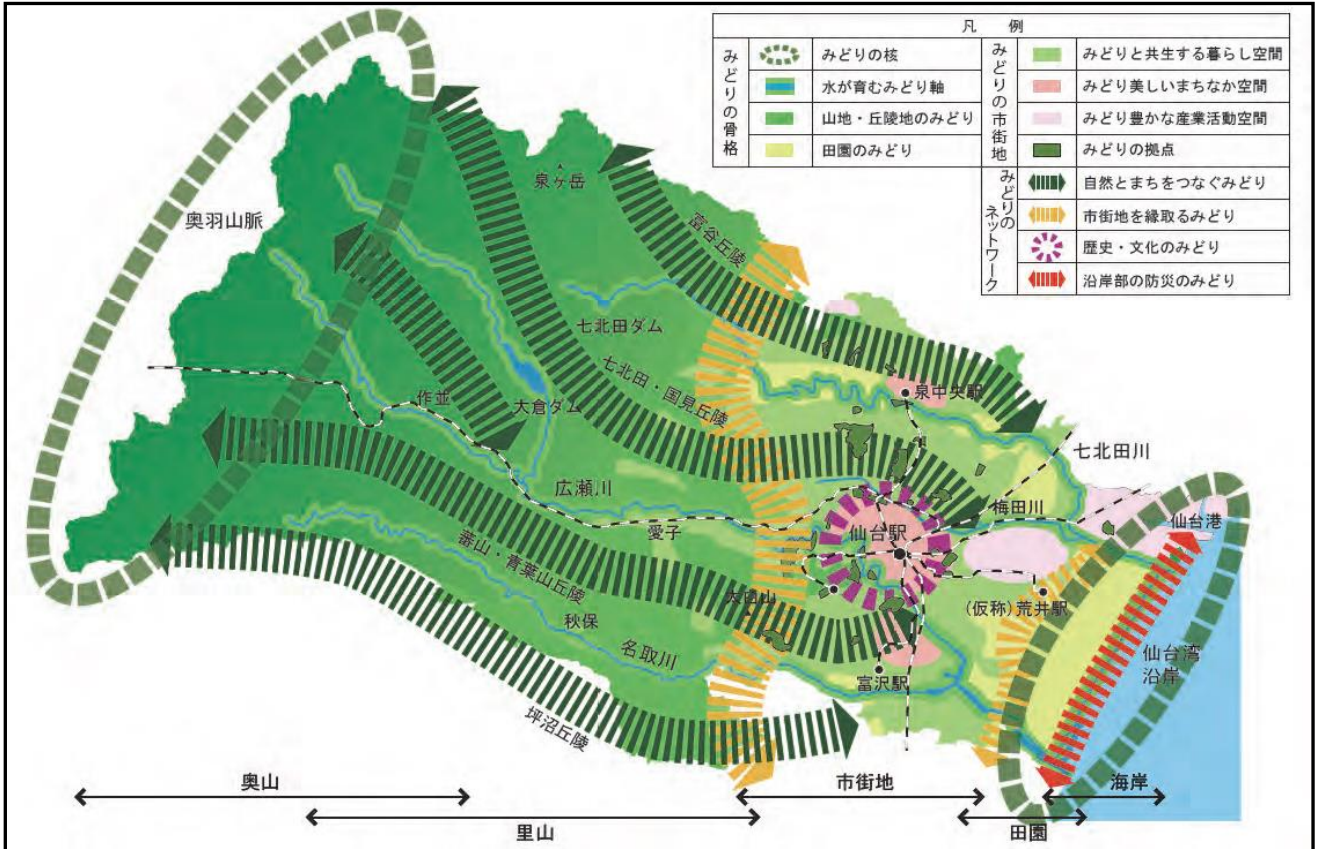 凡 例
みどりの骨格
みどりの核
水が育むみどり軸
山地・丘陵地のみどり
田園のみどり
みどりの市街地
みどりと共生する暮らし空間
みどり美しいまちなか空間
みどり豊かな産業活動空間
みどりの拠点
みどりのネットワーク
自然とまちをつなぐみどり
市街地を縁取るみどり
歴史・文化のみどり
沿岸部の防災のみどり
泉ヶ岳
奥羽山脈
富谷丘陵
七北田ダム
七北田・国見丘陵
泉中央駅
作並
大倉ダム
七北田川
広瀬川
梅田川
仙台港
愛子
仙台駅
蕃山・青葉山丘陵
太白山
(仮称)荒井駅
秋保
名取川
仙台湾
沿岸
富沢駅
坪沼丘陵
奥山
市街地
海岸
里山
田園